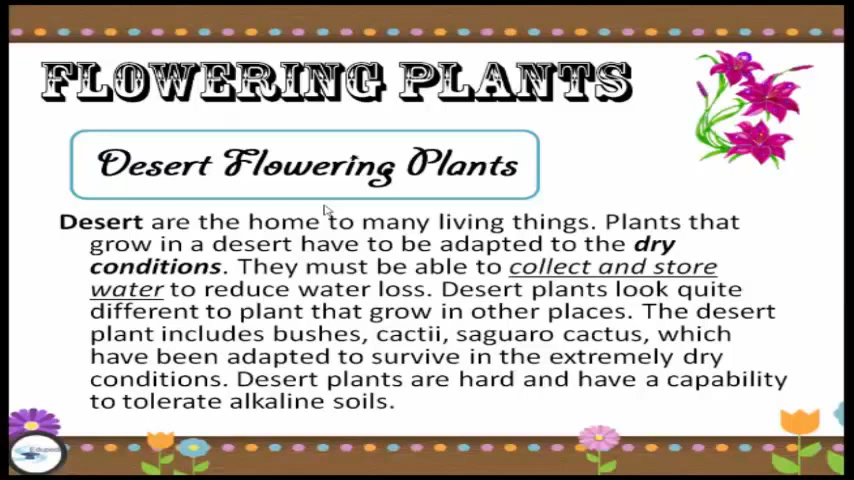 FLOWERING PLANTS
Desert Flowering Plants
Desert are the home to many living things. Plants that
grow in a desert have to be adapted to the dry
conditions. They must be able to collect and store
water to reduce water loss. Desert plants look quite
different to plant that grow in other places. The desert
plant includes bushes, cactii, saguaro cactus, which
have been adapted to survive in the extremely dry
conditions. Desert plants are hard and have a capability
to tolerate alkaline soils.